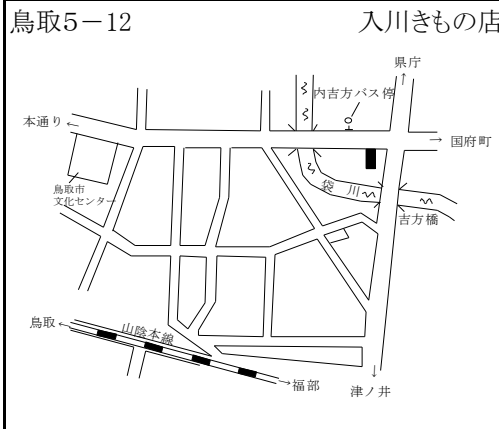 鳥取5－12
入川きもの店
県庁
内吉方バス停
本通り
国府町
鳥取市
文化センター
袋川
吉方橋
鳥取
山陰本線
福部
津ノ井